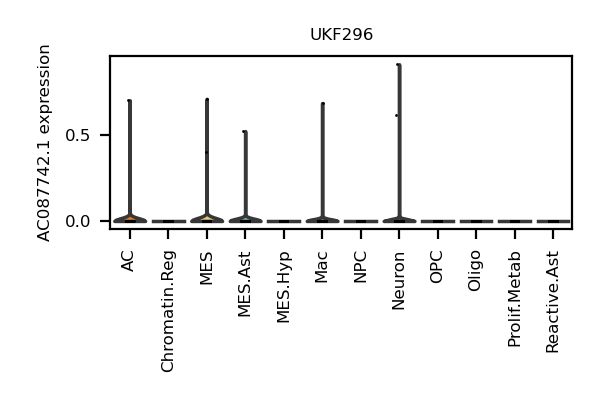 UKF296
AC087742.1 expression
0.5
0.0
AC
Chromatin.Reg
MES
MES.Ast
MES.Hyp
Mac
NPC
Neuron
OPC
Oligo
Prolif.Metab
Reactive.Ast